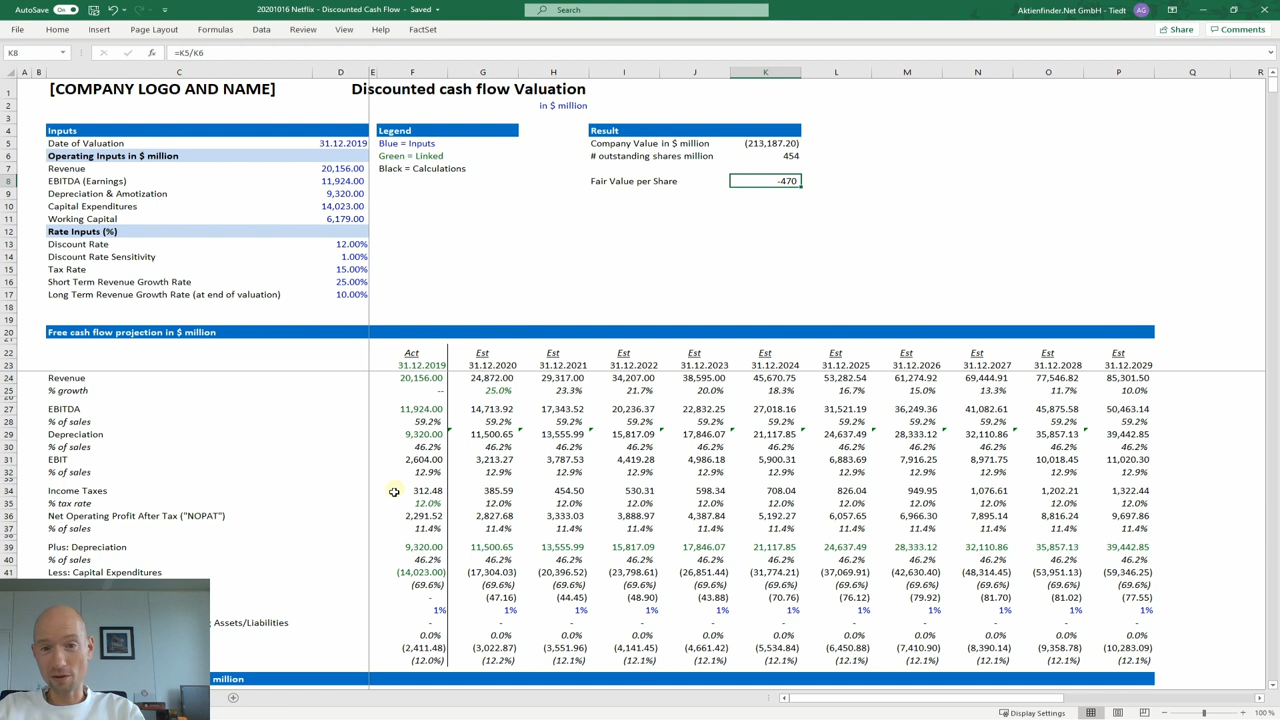 AutoSave On 20201016 Netflix - Discounted Cash Flow - Saved Search Aktienfinder.Net GmbH - Tiedt AG
File Home Insert Page Layout Formulas Data Review View Help FactSet Share Comments
K8 fx =K5/K6
A B C D E F G H I J K L M N O P Q R
1 [COMPANY LOGO AND NAME] Discounted cash flow Valuation
2 in $ million
3
4 Inputs Legend Result
5 Date of Valuation 31.12.2019 Blue = Inputs Company Value in $ million (213,187.20)
6 Operating Inputs in $ million Green = Linked # outstanding shares million 454
7 Revenue 20,156.00 Black = Calculations
8 EBITDA (Earnings) 11,924.00 Fair Value per Share -470
9 Depreciation & Amotization 9,320.00
10 Capital Expenditures 14,023.00
11 Working Capital 6,179.00
12 Rate Inputs (%)
13 Discount Rate 12.00%
14 Discount Rate Sensitivity 1.00%
15 Tax Rate 15.00%
16 Short Term Revenue Growth Rate 25.00%
17 Long Term Revenue Growth Rate (at end of valuation) 10.00%
18
19
20 Free cash flow projection in $ million
22 Act Est Est Est Est Est Est Est Est Est Est
23 31.12.2019 31.12.2020 31.12.2021 31.12.2022 31.12.2023 31.12.2024 31.12.2025 31.12.2026 31.12.2027 31.12.2028 31.12.2029
24 Revenue 20,156.00 24,872.00 29,317.00 34,207.00 38,595.00 45,670.75 53,282.54 61,274.92 69,444.91 77,546.82 85,301.50
25 % growth -- 25.0% 23.3% 21.7% 20.0% 18.3% 16.7% 15.0% 13.3% 11.7% 10.0%
27 EBITDA 11,924.00 14,713.92 17,343.52 20,236.37 22,832.25 27,018.16 31,521.19 36,249.36 41,082.61 45,875.58 50,463.14
28 % of sales 59.2% 59.2% 59.2% 59.2% 59.2% 59.2% 59.2% 59.2% 59.2% 59.2% 59.2%
29 Depreciation 9,320.00 11,500.65 13,555.99 15,817.09 17,846.07 21,117.85 24,637.49 28,333.12 32,110.86 35,857.13 39,442.85
30 % of sales 46.2% 46.2% 46.2% 46.2% 46.2% 46.2% 46.2% 46.2% 46.2% 46.2% 46.2%
31 EBIT 2,604.00 3,213.27 3,787.53 4,419.28 4,986.18 5,900.31 6,883.69 7,916.25 8,971.75 10,018.45 11,020.30
32 % of sales 12.9% 12.9% 12.9% 12.9% 12.9% 12.9% 12.9% 12.9% 12.9% 12.9% 12.9%
34 Income Taxes 312.48 385.59 454.50 530.31 598.34 708.04 826.04 949.95 1,076.61 1,202.21 1,322.44
35 % tax rate 12.0% 12.0% 12.0% 12.0% 12.0% 12.0% 12.0% 12.0% 12.0% 12.0% 12.0%
36 Net Operating Profit After Tax ("NOPAT") 2,291.52 2,827.68 3,333.03 3,888.97 4,387.84 5,192.27 6,057.65 6,966.30 7,895.14 8,816.24 9,697.86
37 % of sales 11.4% 11.4% 11.4% 11.4% 11.4% 11.4% 11.4% 11.4% 11.4% 11.4% 11.4%
39 Plus: Depreciation 9,320.00 11,500.65 13,555.99 15,817.09 17,846.07 21,117.85 24,637.49 28,333.12 32,110.86 35,857.13 39,442.85
40 % of sales 46.2% 46.2% 46.2% 46.2% 46.2% 46.2% 46.2% 46.2% 46.2% 46.2% 46.2%
41 Less: Capital Expenditures (14,023.00) (17,304.03) (20,396.52) (23,798.61) (26,851.44) (31,774.21) (37,069.91) (42,630.40) (48,314.45) (53,951.13) (59,346.25)
(69.6%) (69.6%) (69.6%) (69.6%) (69.6%) (69.6%) (69.6%) (69.6%) (69.6%) (69.6%) (69.6%)
- (47.16) (44.45) (48.90) (43.88) (70.76) (76.12) (79.92) (81.70) (81.02) (77.55)
1% 1% 1% 1% 1% 1% 1% 1% 1% 1% 1%
Assets/Liabilities - - - - - - - - - -
0.0% 0.0% 0.0% 0.0% 0.0% 0.0% 0.0% 0.0% 0.0% 0.0%
(2,411.48) (3,022.87) (3,551.96) (4,141.45) (4,661.42) (5,534.84) (6,450.88) (7,410.90) (8,390.14) (9,358.78) (10,283.09)
(12.0%) (12.2%) (12.1%) (12.1%) (12.1%) (12.1%) (12.1%) (12.1%) (12.1%) (12.1%) (12.1%)
million
Display Settings 100 %